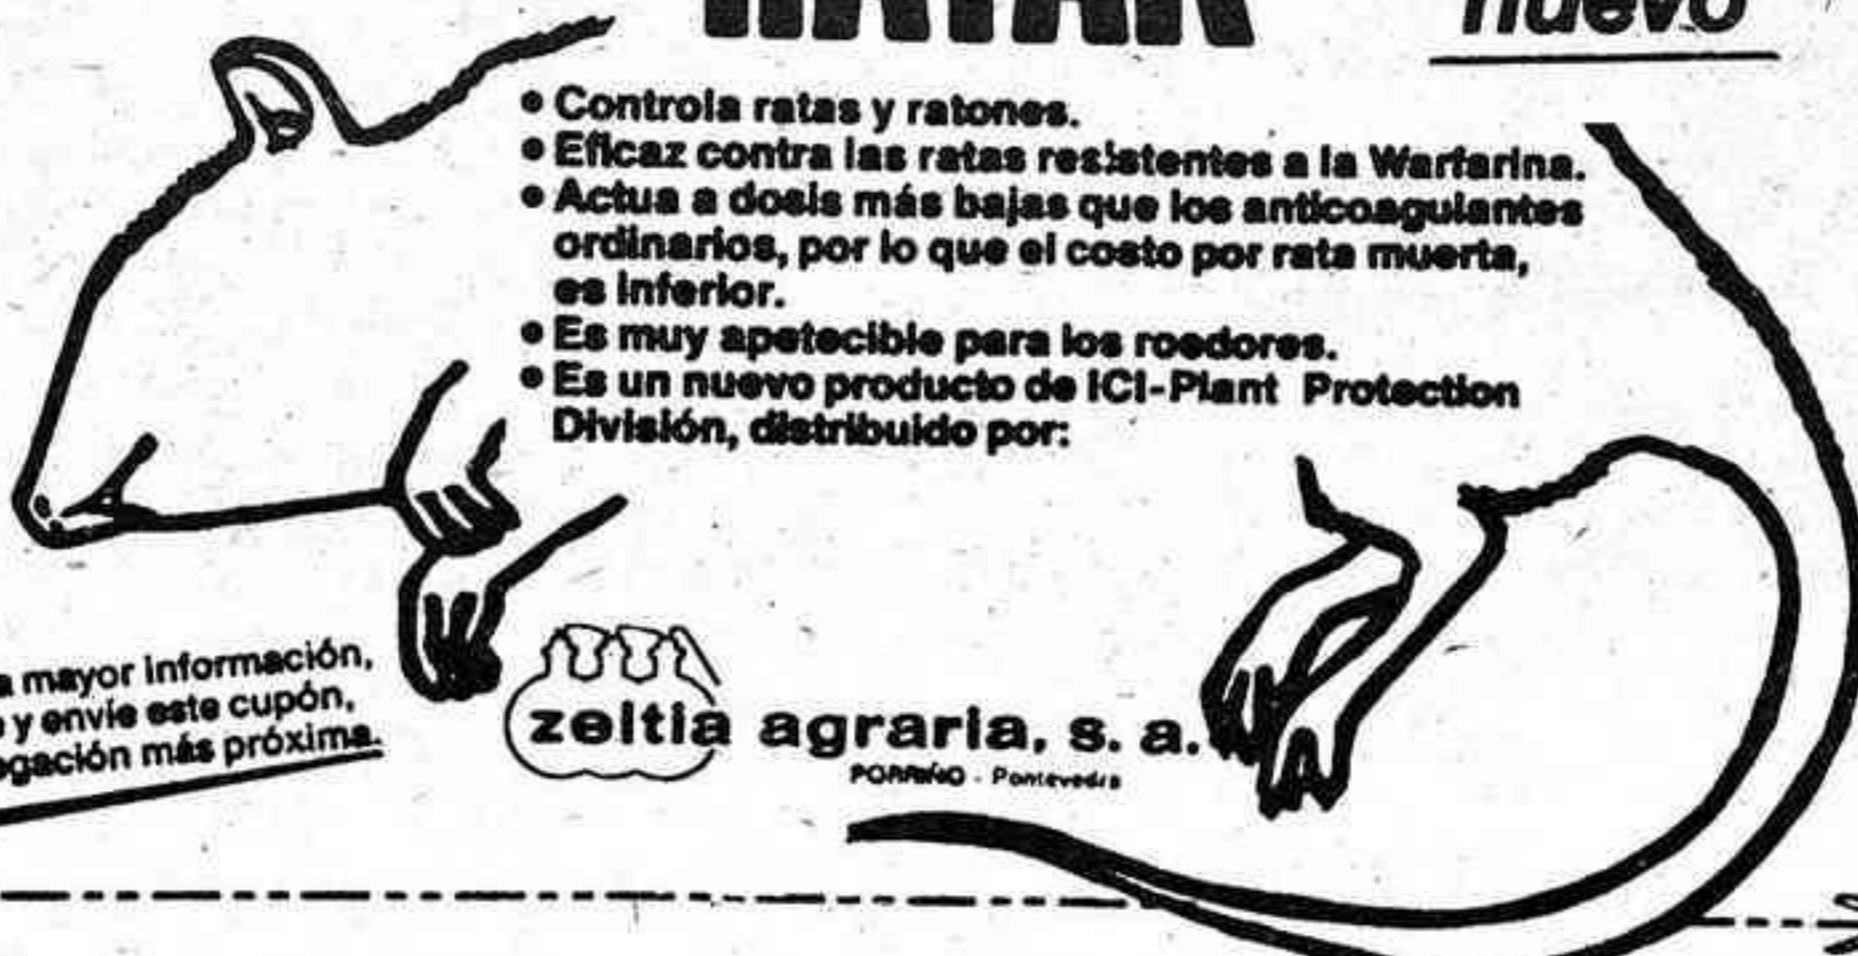 RATAK
nuevo
• Controla ratas y ratones.
• Eficaz contra las ratas resistentes a la Warfarina.
• Actua a dosis más bajas que los anticoagulantes
ordinarios, por lo que el costo por rata muerta,
es inferior.
• Es muy apetecible para los roedores.
• Es un nuevo producto de ICI-Plant Protection
División, distribuido por:
mayor información,
y envíe este cupón,
más próxima.
zeltia agraria, s. a.
PORRIÑO - Pontevedra